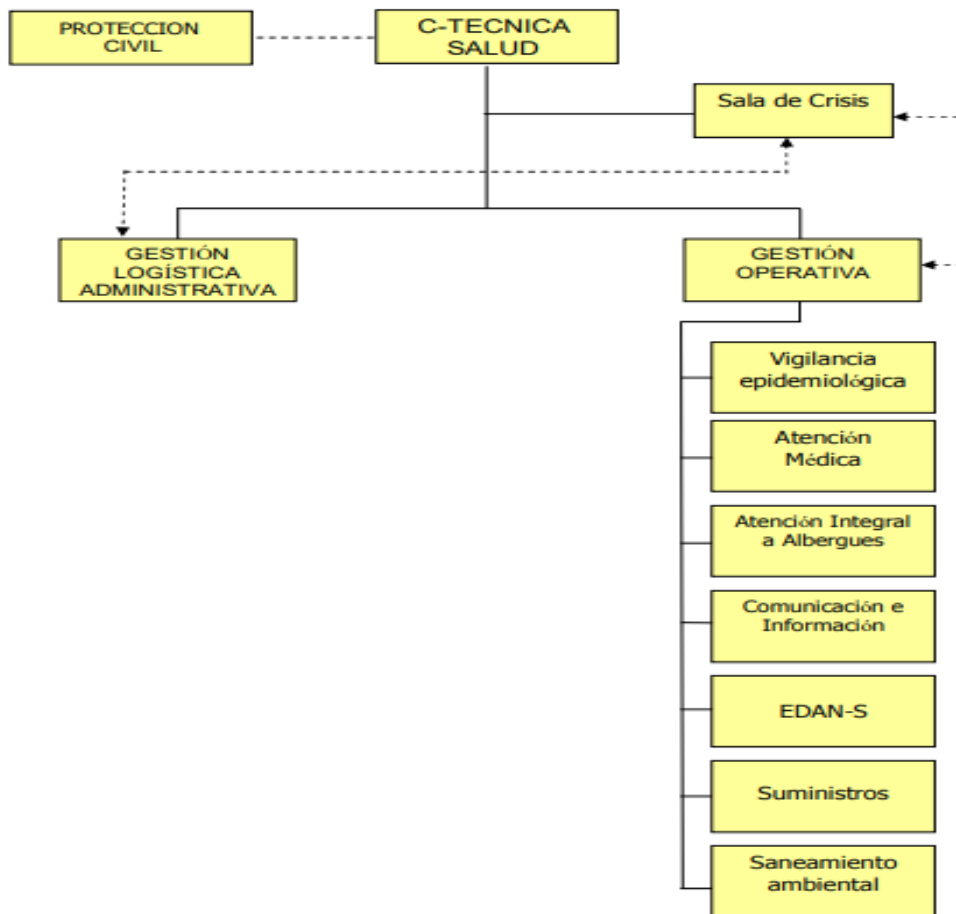 PROTECCION
CIVIL
C-TECNICA
SALUD
Sala de Crisis
GESTIÓN
LOGÍSTICA
ADMINISTRATIVA
GESTIÓN
OPERATIVA
Vigilancia
epidemiológica
Atención
Médica
Atención Integral
a Albergues
Comunicación e
Información
EDAN-S
Suministros
Saneamiento
ambiental